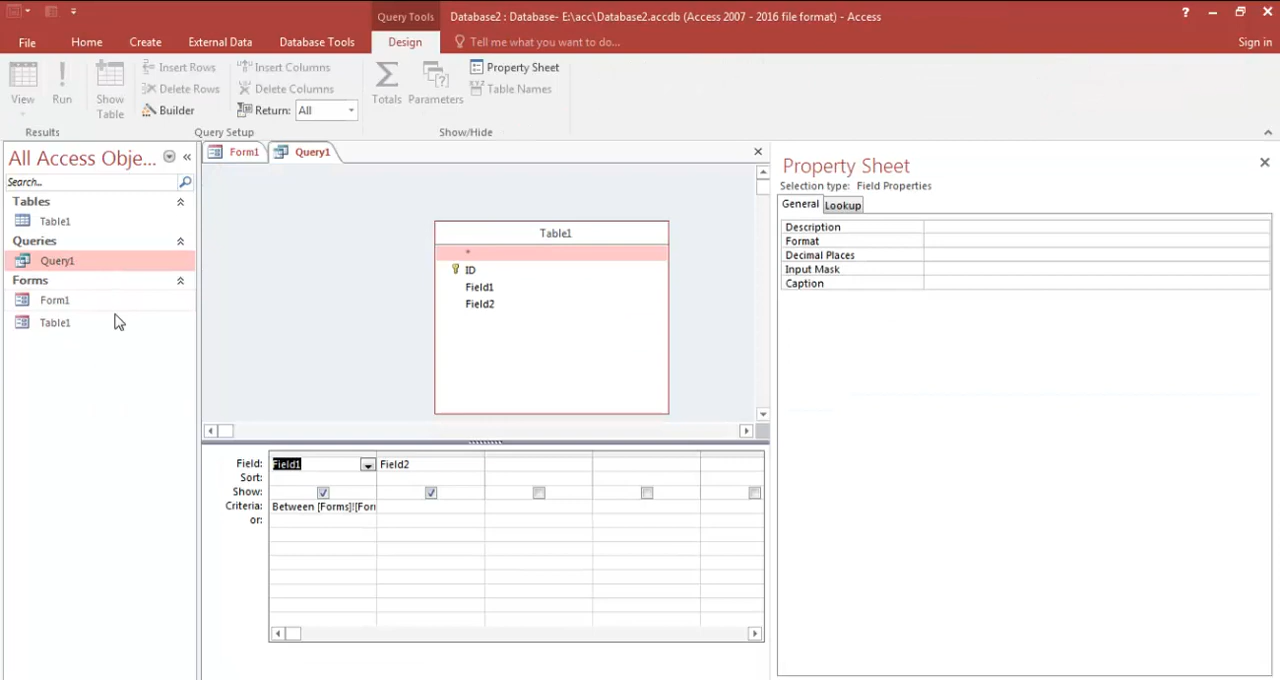 Query Tools
Database2 : Database- E:\acc\Database2.accdb (Access 2007 - 2016 file format) - Access
File
Home
Create
External Data
Database Tools
Design
Tell me what you want to do...
Sign in
View
Run
Show Table
Insert Rows
Delete Rows
Builder
Insert Columns
Delete Columns
Return: All
Totals
Parameters
Property Sheet
Table Names
Results
Query Setup
Show/Hide
All Access Obje...
Search...
Tables
Table1
Queries
Query1
Forms
Form1
Table1
Form1
Query1
Table1
*
ID
Field1
Field2
Field: Field1 Field2
Sort:
Show:
Criteria: Between [Forms]![Forr
or:
Property Sheet
Selection type: Field Properties
General Lookup
Description
Format
Decimal Places
Input Mask
Caption